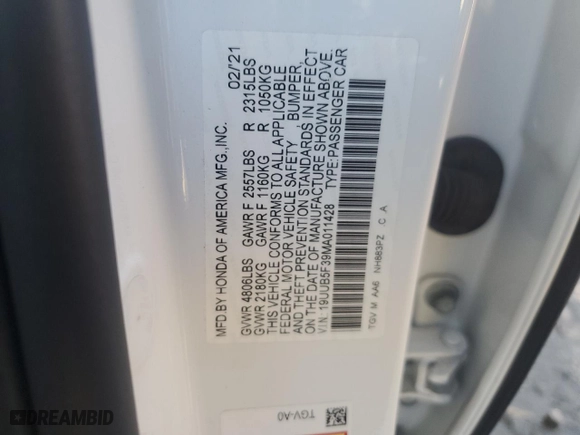 MFD.BY HONDA OF AMERICA MFG.,INC. 02/'21
GVWR 4806LBS GAWR F 2557LBS R 2315LBS
GVWR 2180KG GAWR F 1160KG R 1050KG
THIS VEHICLE CONFORMS TO ALL APPLICABLE
FEDERAL MOTOR VEHICLE SAFETY , BUMPER,
AND THEFT PREVENTION STANDARDS IN EFFECT
ON THE DATE OF MANUFACTURE SHOWN ABOVE.
V.I.N.: 19UUB5F39MA011428 TYPE:PASSENGER CAR
TGV M AA6 NH883PZ C A
TGV-A0
DREAMBID